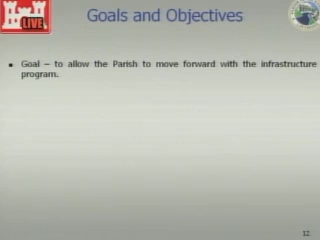 LIVE
Goals and Objectives
▪ Goal – to allow the Parish to move forward with the infrastructure
program.
12